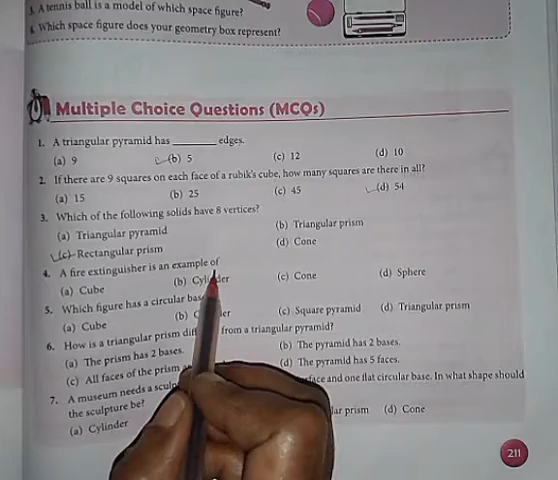 3. A tennis ball is a model of which space figure?
4. Which space figure does your geometry box represent?
Multiple Choice Questions (MCQs)
1. A triangular pyramid has ________ edges.
(a) 9 (b) 5 (c) 12 (d) 10
2. If there are 9 squares on each face of a rubik's cube, how many squares are there in all?
(a) 15 (b) 25 (c) 45 (d) 54
3. Which of the following solids have 8 vertices?
(a) Triangular pyramid (b) Triangular prism
(c) Rectangular prism (d) Cone
4. A fire extinguisher is an example of
(a) Cube (b) Cylinder (c) Cone (d) Sphere
5. Which figure has a circular
(a) Cube (b) (c) Square pyramid (d) Triangular prism
6. How is a triangular prism from a triangular pyramid?
(a) The prism has 2 bases. (b) The pyramid has 2 bases.
(c) All faces of the prism (d) The pyramid has 5 faces.
7. A museum needs a and one flat circular base. In what shape should
the sculpture be?
(a) Cylinder prism (d) Cone
211